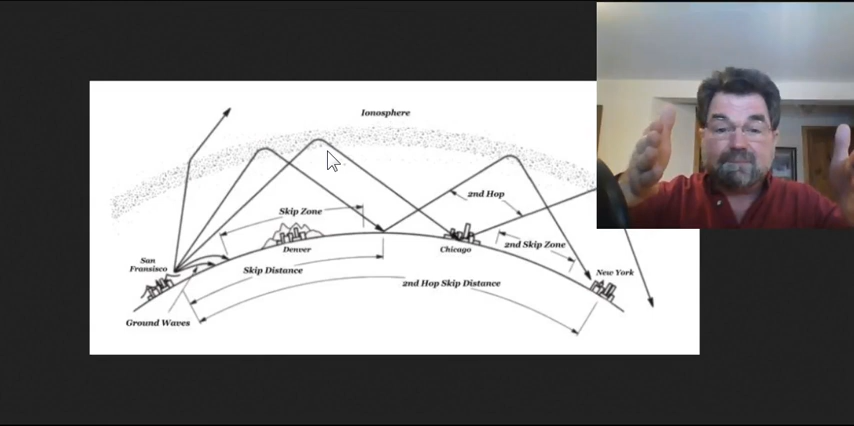 Ionosphere
2nd Hop
Skip Zone
Denver
Chicago
2nd Skip Zone
San
Fransisco
Skip Distance
New York
2nd Hop Skip Distance
Ground Waves